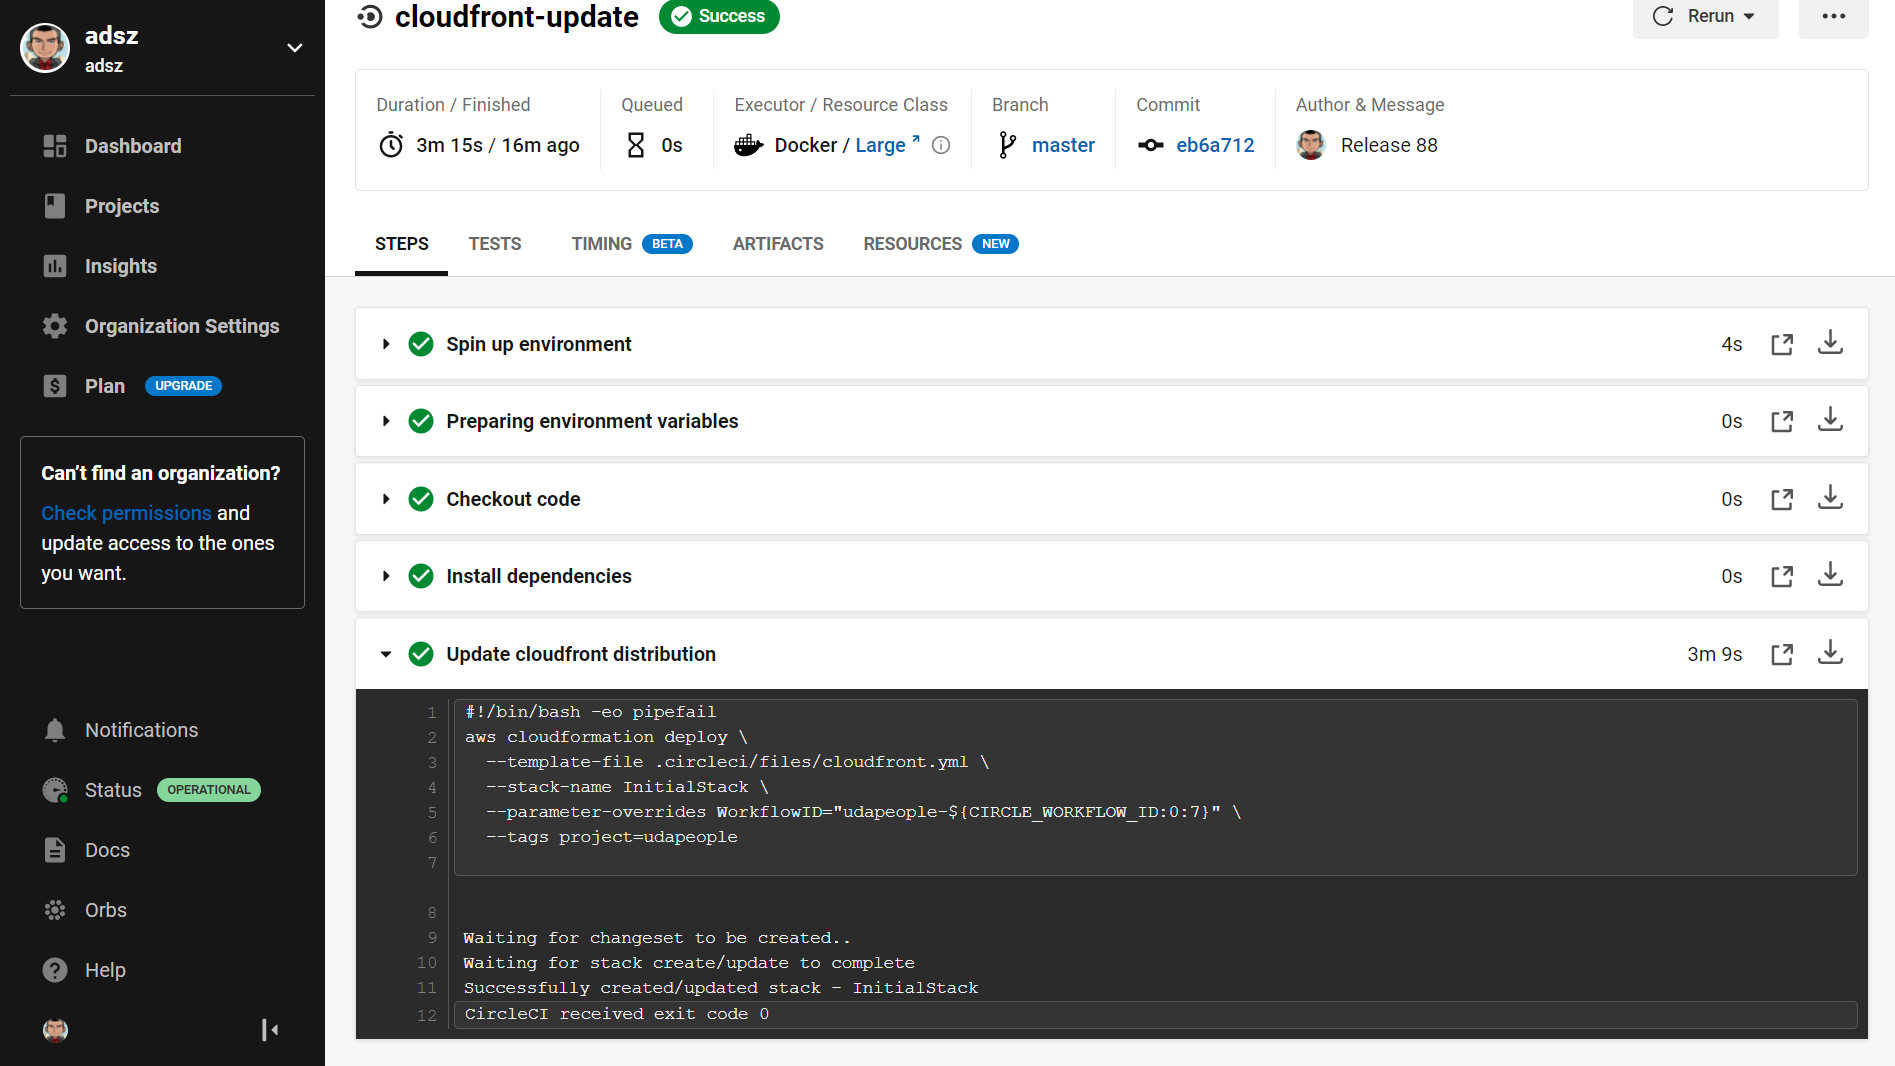 adsz
adsz
Dashboard
Projects
Insights
Organization Settings
Plan UPGRADE
Can't find an organization?
Check permissions and
update access to the ones
you want.
Notifications
Status OPERATIONAL
Docs
Orbs
Help
cloudfront-update Success
Rerun
Duration / Finished
3m 15s / 16m ago
Queued
0s
Executor / Resource Class
Docker / Large
Branch
master
Commit
eb6a712
Author & Message
Release 88
STEPS TESTS TIMING BETA ARTIFACTS RESOURCES NEW
Spin up environment 4s
Preparing environment variables 0s
Checkout code 0s
Install dependencies 0s
Update cloudfront distribution 3m 9s
1 #!/bin/bash -eo pipefail
2 aws cloudformation deploy \
3 --template-file .circleci/files/cloudfront.yml \
4 --stack-name InitialStack \
5 --parameter-overrides WorkflowID="udapeople-${CIRCLE_WORKFLOW_ID:0:7}" \
6 --tags project=udapeople
7
8
9 Waiting for changeset to be created..
10 Waiting for stack create/update to complete
11 Successfully created/updated stack - InitialStack
12 CircleCI received exit code 0